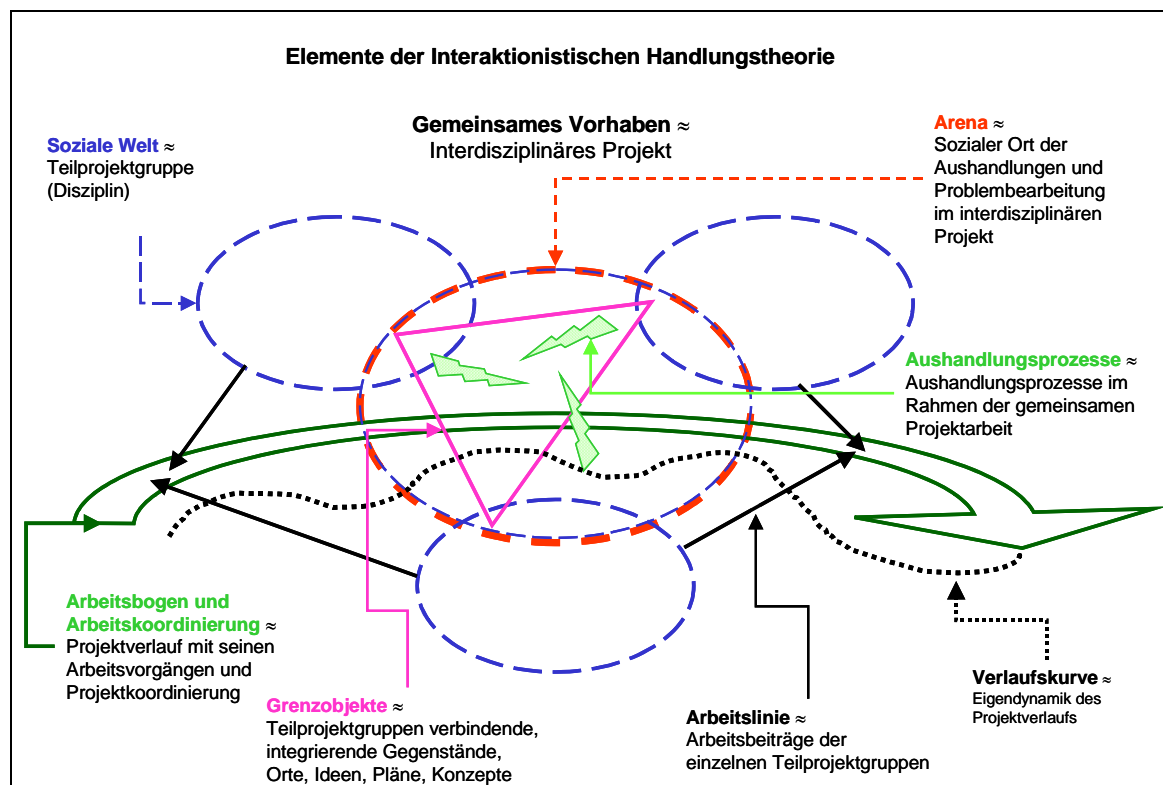 Elemente der Interaktionistischen Handlungstheorie
Soziale Welt ≈
Teilprojektgruppe
(Disziplin)
Gemeinsames Vorhaben ≈
Interdisziplinäres Projekt
Arena ≈
Sozialer Ort der
Aushandlungen und
Problembearbeitung
im interdisziplinären
Projekt
Aushandlungsprozesse ≈
Aushandlungsprozesse im
Rahmen der gemeinsamen
Projektarbeit
Arbeitsbogen und
Arbeitskoordinierung ≈
Projektverlauf mit seinen
Arbeitsvorgängen und
Projektkoordinierung
Grenzobjekte ≈
Teilprojektgruppen verbindende,
integrierende Gegenstände,
Orte, Ideen, Pläne, Konzepte
Arbeitslinie ≈
Arbeitsbeiträge der
einzelnen Teilprojektgruppen
Verlaufskurve ≈
Eigendynamik des
Projektverlaufs